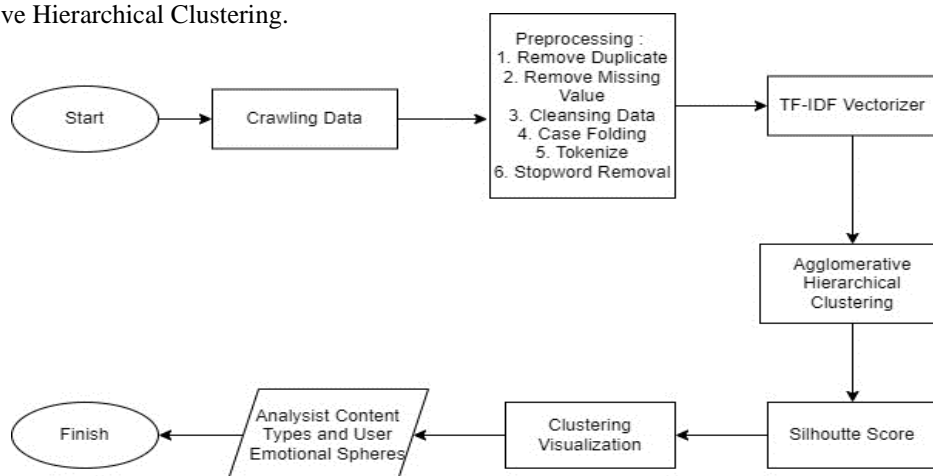 ve Hierarchical Clustering.
Start
Crawling Data
Preprocessing :
1. Remove Duplicate
2. Remove Missing
Value
3. Cleansing Data
4. Case Folding
5. Tokenize
6. Stopword Removal
TF-IDF Vectorizer
Agglomerative
Hierarchical
Clustering
Silhoutte Score
Clustering
Visualization
Analysist Content
Types and User
Emotional Spheres
Finish